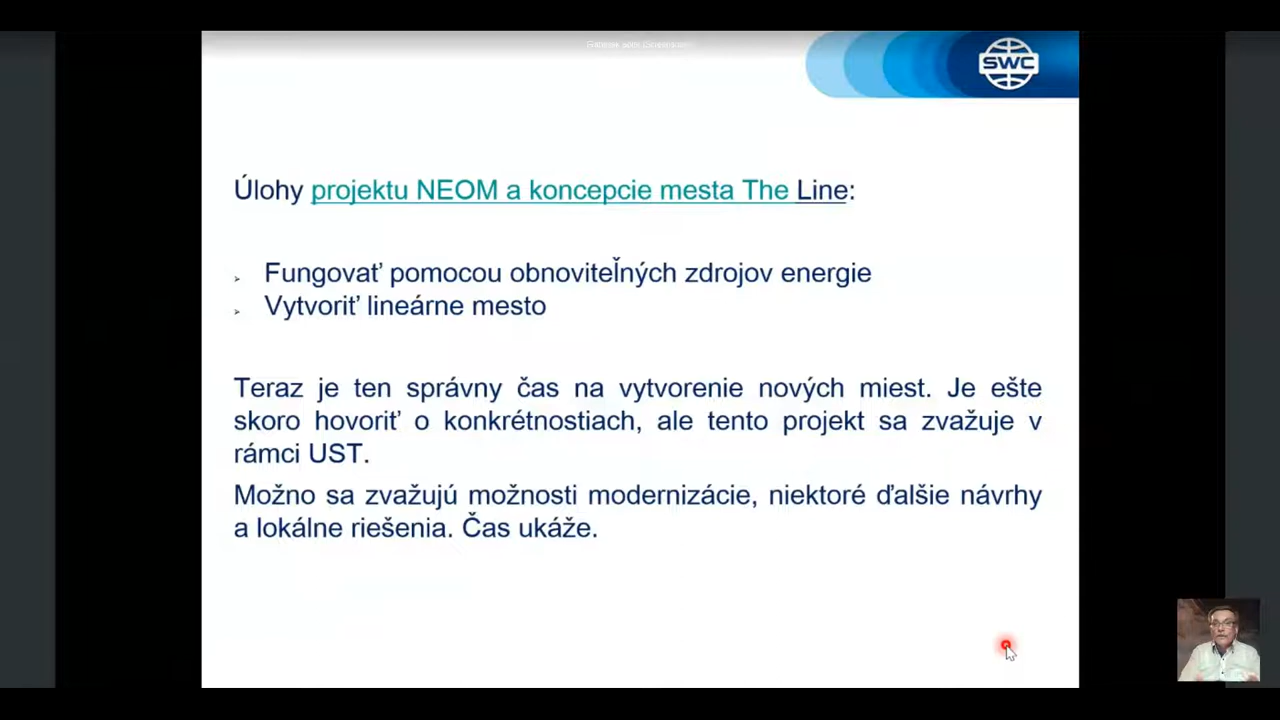 SWC
Úlohy projektu NEOM a koncepcie mesta The Line:
Fungovať pomocou obnoviteľných zdrojov energie
Vytvoriť lineárne mesto
Teraz je ten správny čas na vytvorenie nových miest. Je ešte
skoro hovoriť o konkrétnostiach, ale tento projekt sa zvažuje v
rámci UST.
Možno sa zvažujú možnosti modernizácie, niektoré ďalšie návrhy
a lokálne riešenia. Čas ukáže.